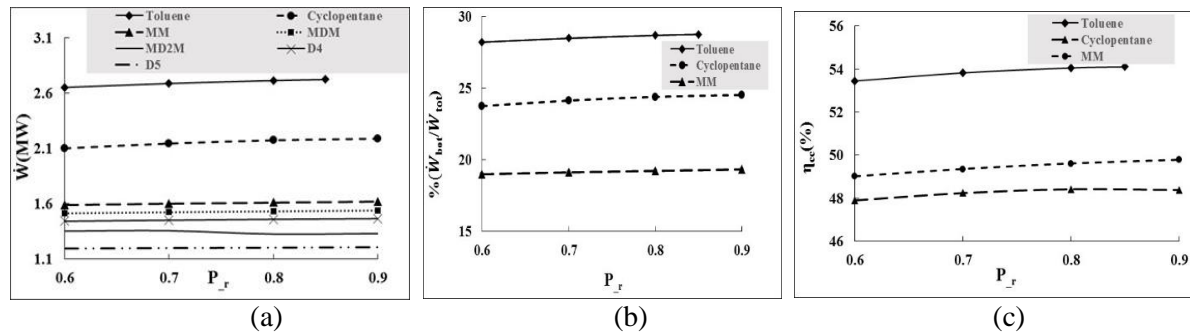 Toluene
Cyclopentane
MM
MDM
MD2M
D4
D5
Ẇ(MW)
3.1
2.6
2.1
1.6
1.1
0.6 0.7 0.8 0.9
P_r
(a)
%(Ẇbot/Ẇtot)
30
25
20
15
Toluene
Cyclopentane
MM
0.6 0.7 0.8 0.9
P_r
(b)
ηcc(%)
56
54
52
50
48
46
Toluene
Cyclopentane
MM
0.6 0.7 0.8 0.9
P_r
(c)